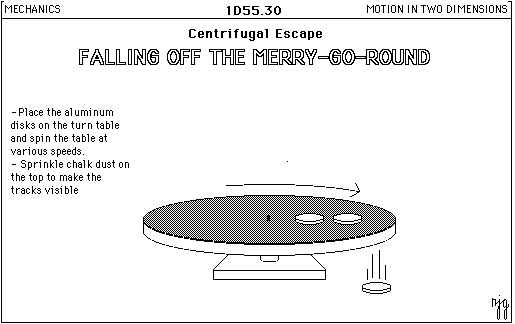 MECHANICS
1D55.30
MOTION IN TWO DIMENSIONS
Centrifugal Escape
FALLING OFF THE MERRY-GO-ROUND
- Place the aluminum
disks on the turn table
and spin the table at
various speeds.
- Sprinkle chalk dust on
the top to make the
tracks visible